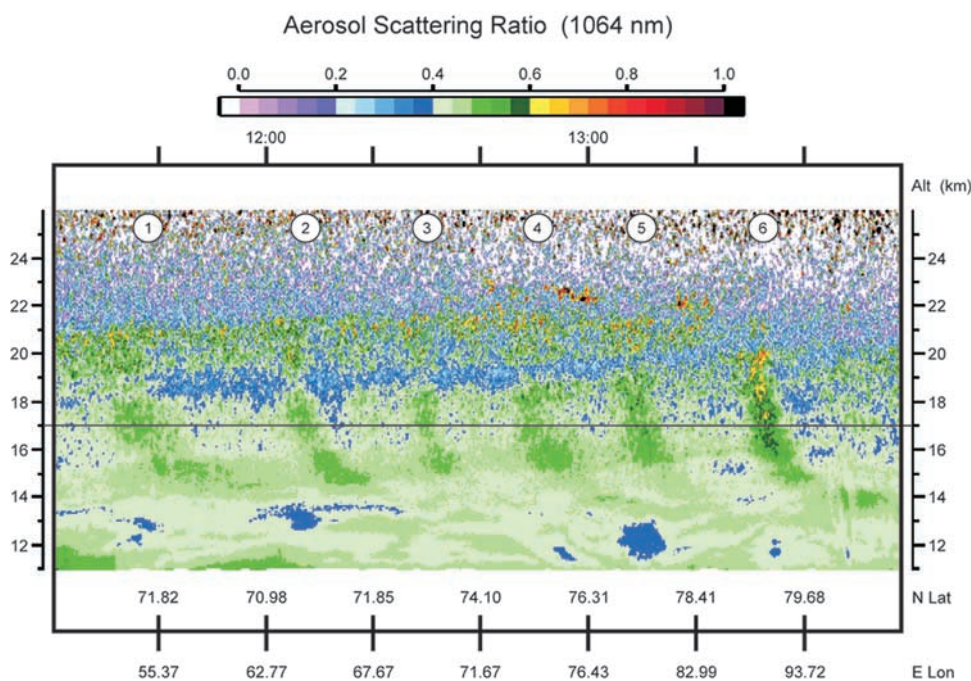 Aerosol Scattering Ratio (1064 nm)
0.0 0.2 0.4 0.6 0.8 1.0
12:00 13:00
Alt (km)
1 2 3 4 5 6
24 24
22 22
20 20
18 18
16 16
14 14
12 12
71.82 70.98 71.85 74.10 76.31 78.41 79.68 N Lat
55.37 62.77 67.67 71.67 76.43 82.99 93.72 E Lon